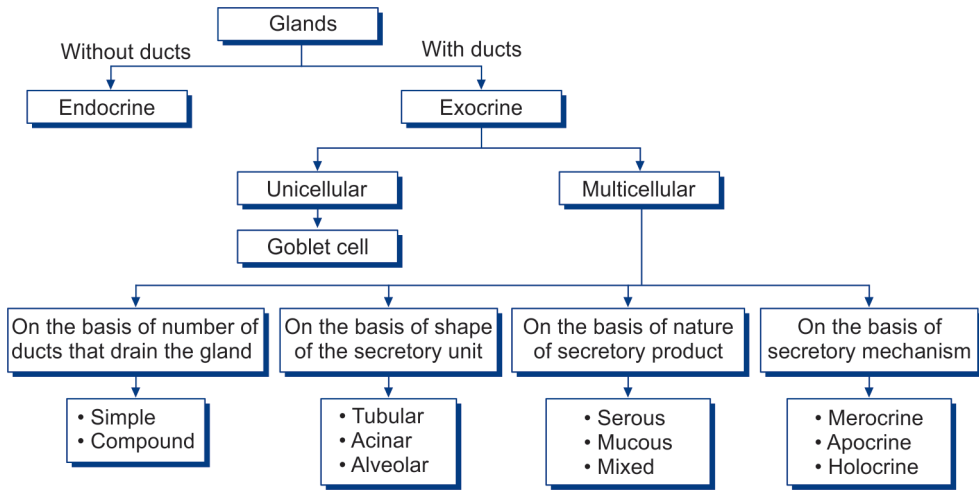 Glands
Without ducts
With ducts
Endocrine
Exocrine
Unicellular
Multicellular
Goblet cell
On the basis of number of
ducts that drain the gland
On the basis of shape
of the secretory unit
On the basis of nature
of secretory product
On the basis of
secretory mechanism
• Simple
• Compound
• Tubular
• Acinar
• Alveolar
• Serous
• Mucous
• Mixed
• Merocrine
• Apocrine
• Holocrine